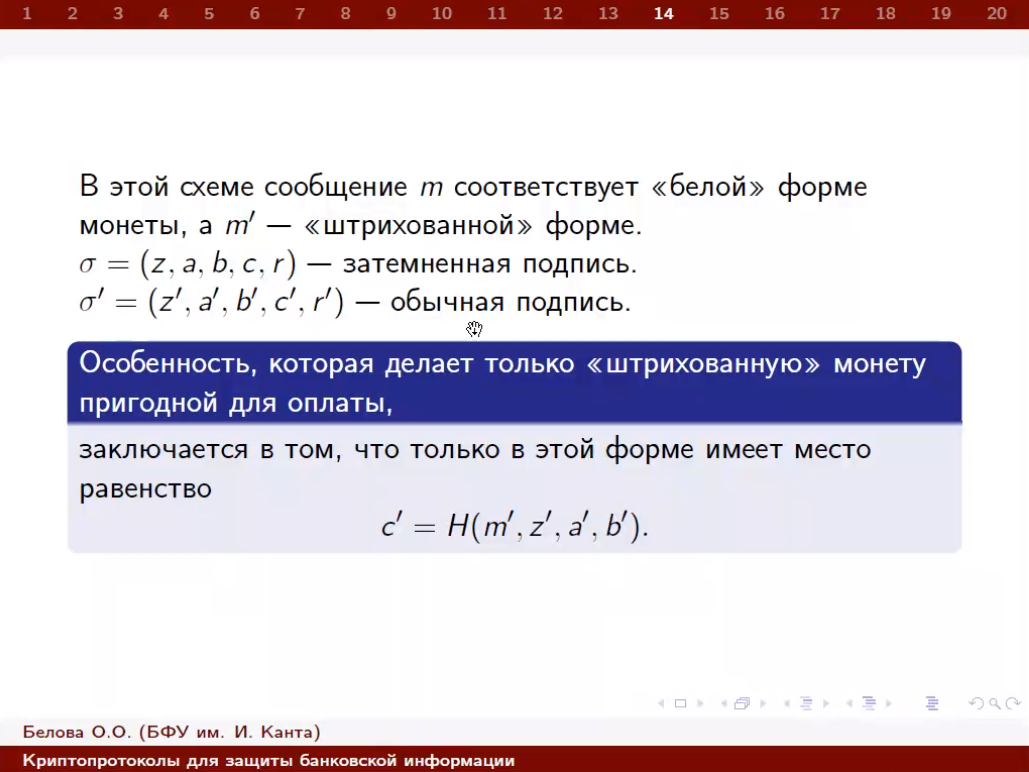 1 2 3 4 5 6 7 8 9 10 11 12 13 14 15 16 17 18 19 20
В этой схеме сообщение m соответствует «белой» форме
монеты, а m′ — «штрихованной» форме.
σ = (z, a, b, c, r) — затемненная подпись.
σ′ = (z′, a′, b′, c′, r′) — обычная подпись.
Особенность, которая делает только «штрихованную» монету
пригодной для оплаты,
заключается в том, что только в этой форме имеет место
равенство
c′ = H(m′, z′, a′, b′).
Белова О.О. (БФУ им. И. Канта)
Криптопротоколы для защиты банковской информации